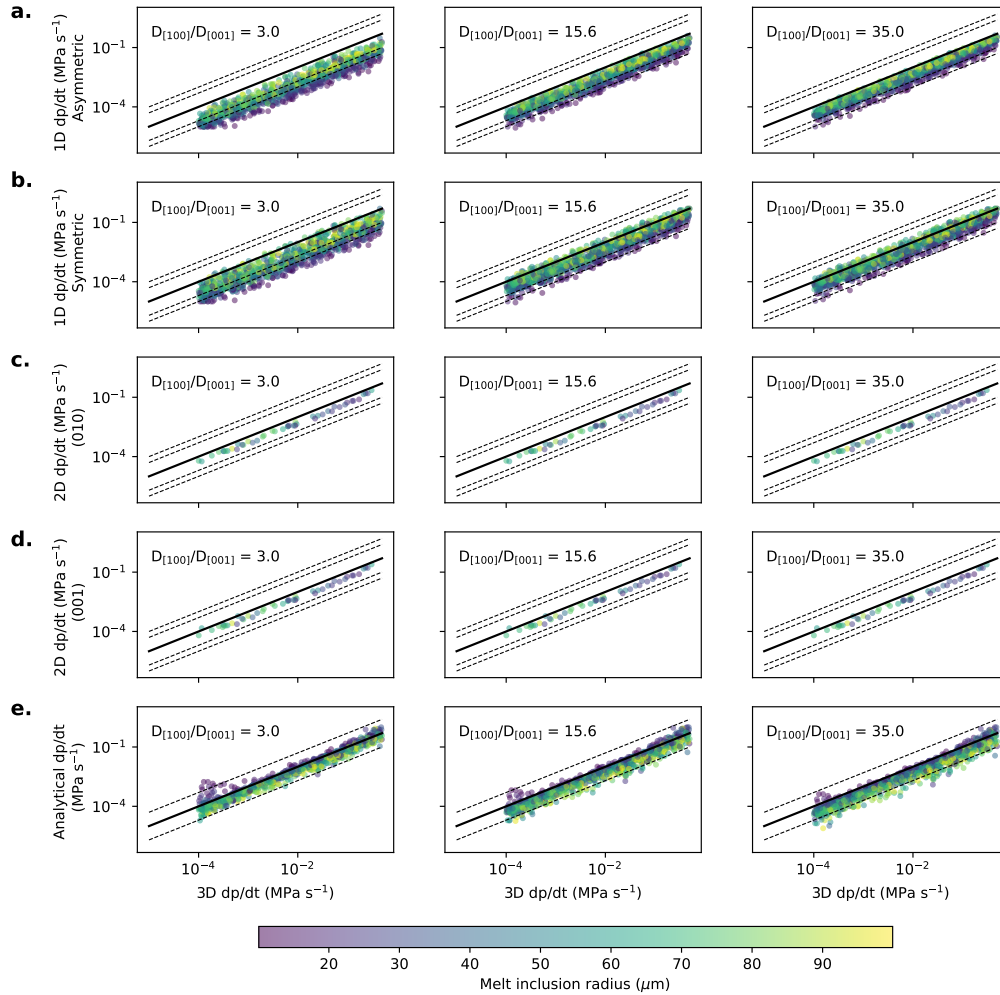 a.
1D dp/dt (MPa s⁻¹)
Asymmetric
10⁻¹
10⁻⁴
D[100]/D[001] = 3.0
D[100]/D[001] = 15.6
D[100]/D[001] = 35.0
b.
1D dp/dt (MPa s⁻¹)
Symmetric
10⁻¹
10⁻⁴
D[100]/D[001] = 3.0
D[100]/D[001] = 15.6
D[100]/D[001] = 35.0
c.
2D dp/dt (MPa s⁻¹)
(010)
10⁻¹
10⁻⁴
D[100]/D[001] = 3.0
D[100]/D[001] = 15.6
D[100]/D[001] = 35.0
d.
2D dp/dt (MPa s⁻¹)
(001)
10⁻¹
10⁻⁴
D[100]/D[001] = 3.0
D[100]/D[001] = 15.6
D[100]/D[001] = 35.0
e.
Analytical dp/dt
(MPa s⁻¹)
10⁻¹
10⁻⁴
D[100]/D[001] = 3.0
D[100]/D[001] = 15.6
D[100]/D[001] = 35.0
10⁻⁴ 10⁻²
10⁻⁴ 10⁻²
10⁻⁴ 10⁻²
3D dp/dt (MPa s⁻¹)
3D dp/dt (MPa s⁻¹)
3D dp/dt (MPa s⁻¹)
20 30 40 50 60 70 80 90
Melt inclusion radius (μm)